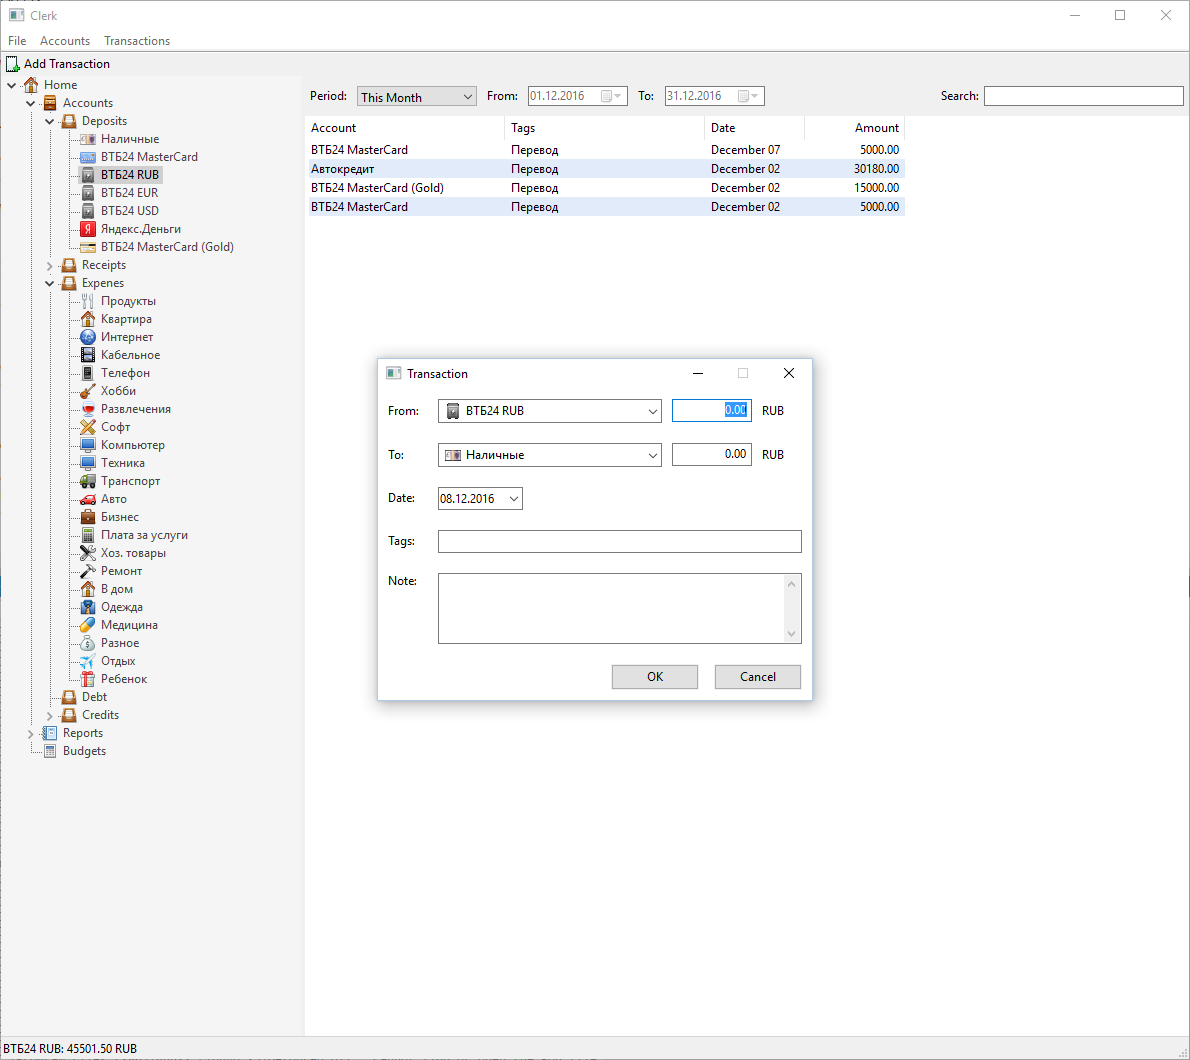 Clerk
File Accounts Transactions
Add Transaction
Home
Accounts
Deposits
Наличные
ВТБ24 MasterCard
ВТБ24 RUB
ВТБ24 EUR
ВТБ24 USD
Яндекс.Деньги
ВТБ24 MasterCard (Gold)
Receipts
Expenes
Продукты
Квартира
Интернет
Кабельное
Телефон
Хобби
Развлечения
Софт
Компьютер
Техника
Транспорт
Авто
Бизнес
Плата за услуги
Хоз. товары
Ремонт
В дом
Одежда
Медицина
Разное
Отдых
Ребенок
Debt
Credits
Reports
Budgets
Period: This Month From: 01.12.2016 To: 31.12.2016 Search:
Account Tags Date Amount
ВТБ24 MasterCard Перевод December 07 5000.00
Автокредит Перевод December 02 30180.00
ВТБ24 MasterCard (Gold) Перевод December 02 15000.00
ВТБ24 MasterCard Перевод December 02 5000.00
Transaction
From: ВТБ24 RUB 0.00 RUB
To: Наличные 0.00 RUB
Date: 08.12.2016
Tags:
Note:
OK Cancel
ВТБ24 RUB: 45501.50 RUB